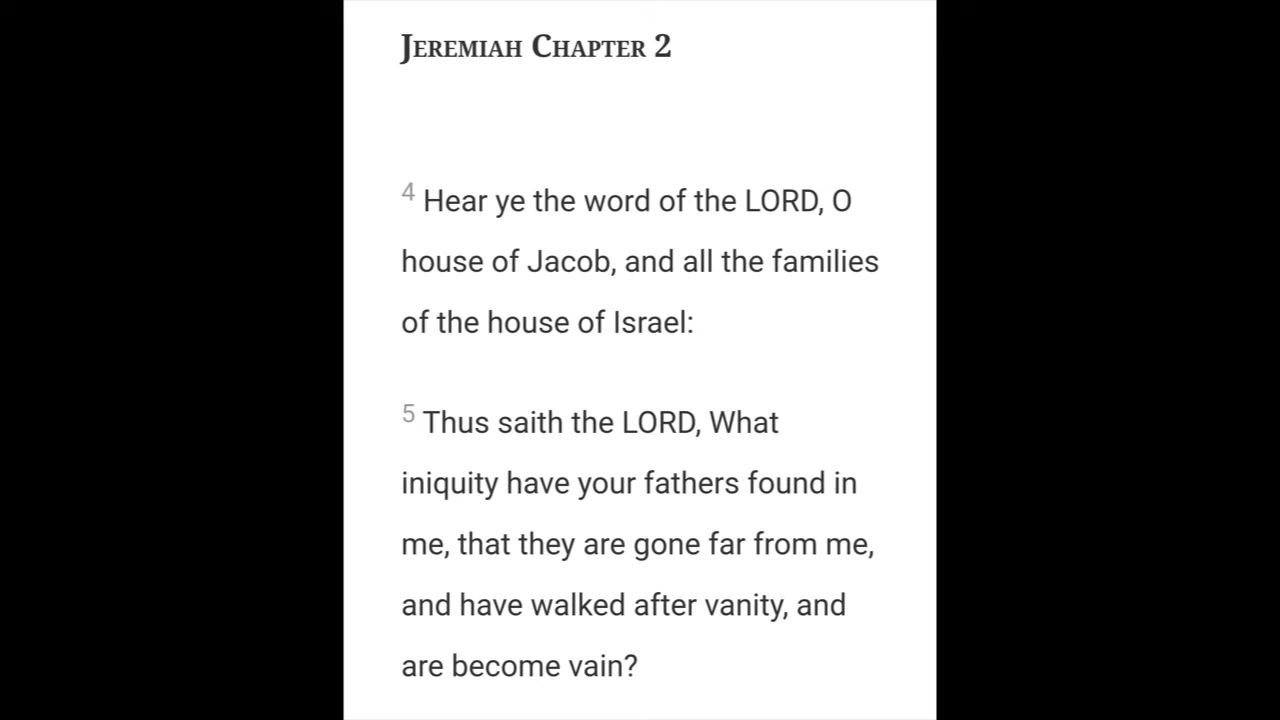 Jeremiah Chapter 2
4 Hear ye the word of the LORD, O
house of Jacob, and all the families
of the house of Israel:
5 Thus saith the LORD, What
iniquity have your fathers found in
me, that they are gone far from me,
and have walked after vanity, and
are become vain?